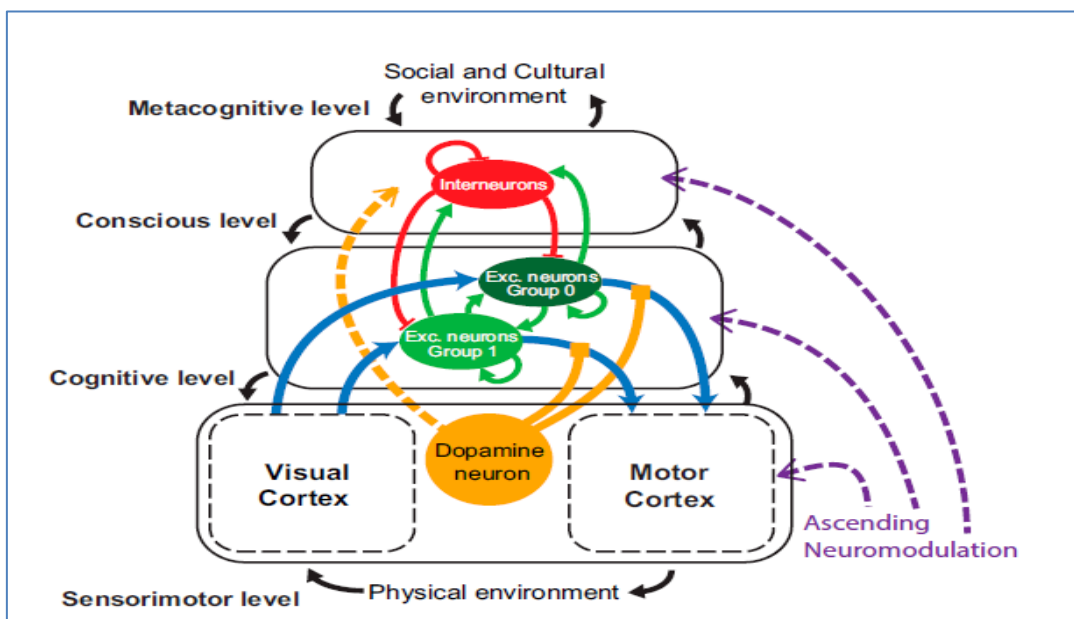 Social and Cultural
environment
Metacognitive level
Interneurons
Conscious level
Exc. neurons
Group 0
Exc. neurons
Group 1
Cognitive level
Dopamine
neuron
Visual
Cortex
Motor
Cortex
Ascending
Neuromodulation
Physical environment
Sensorimotor level